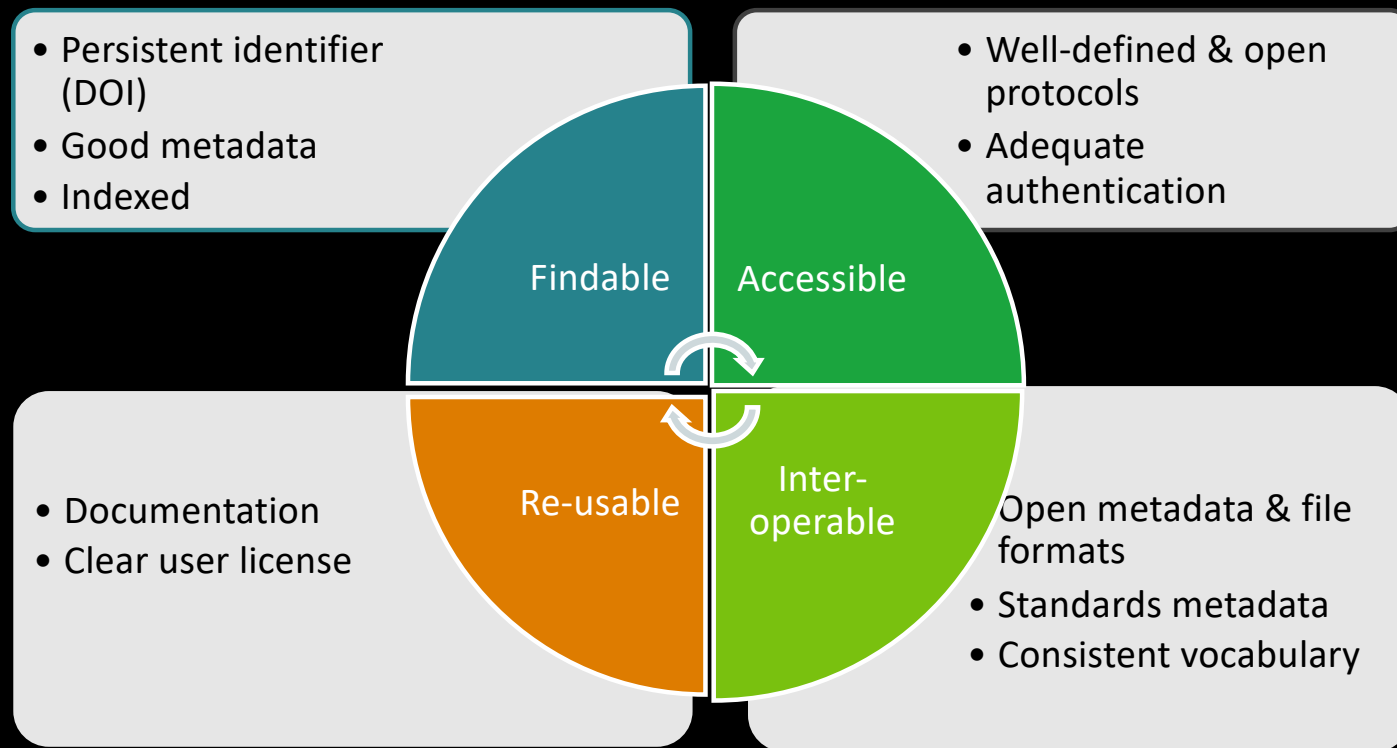 • Persistent identifier
(DOI)
• Good metadata
• Indexed
• Well-defined & open
protocols
• Adequate
authentication
Findable
Accessible
Re-usable
Inter-
operable
• Documentation
• Clear user license
Open metadata & file
formats
• Standards metadata
• Consistent vocabulary